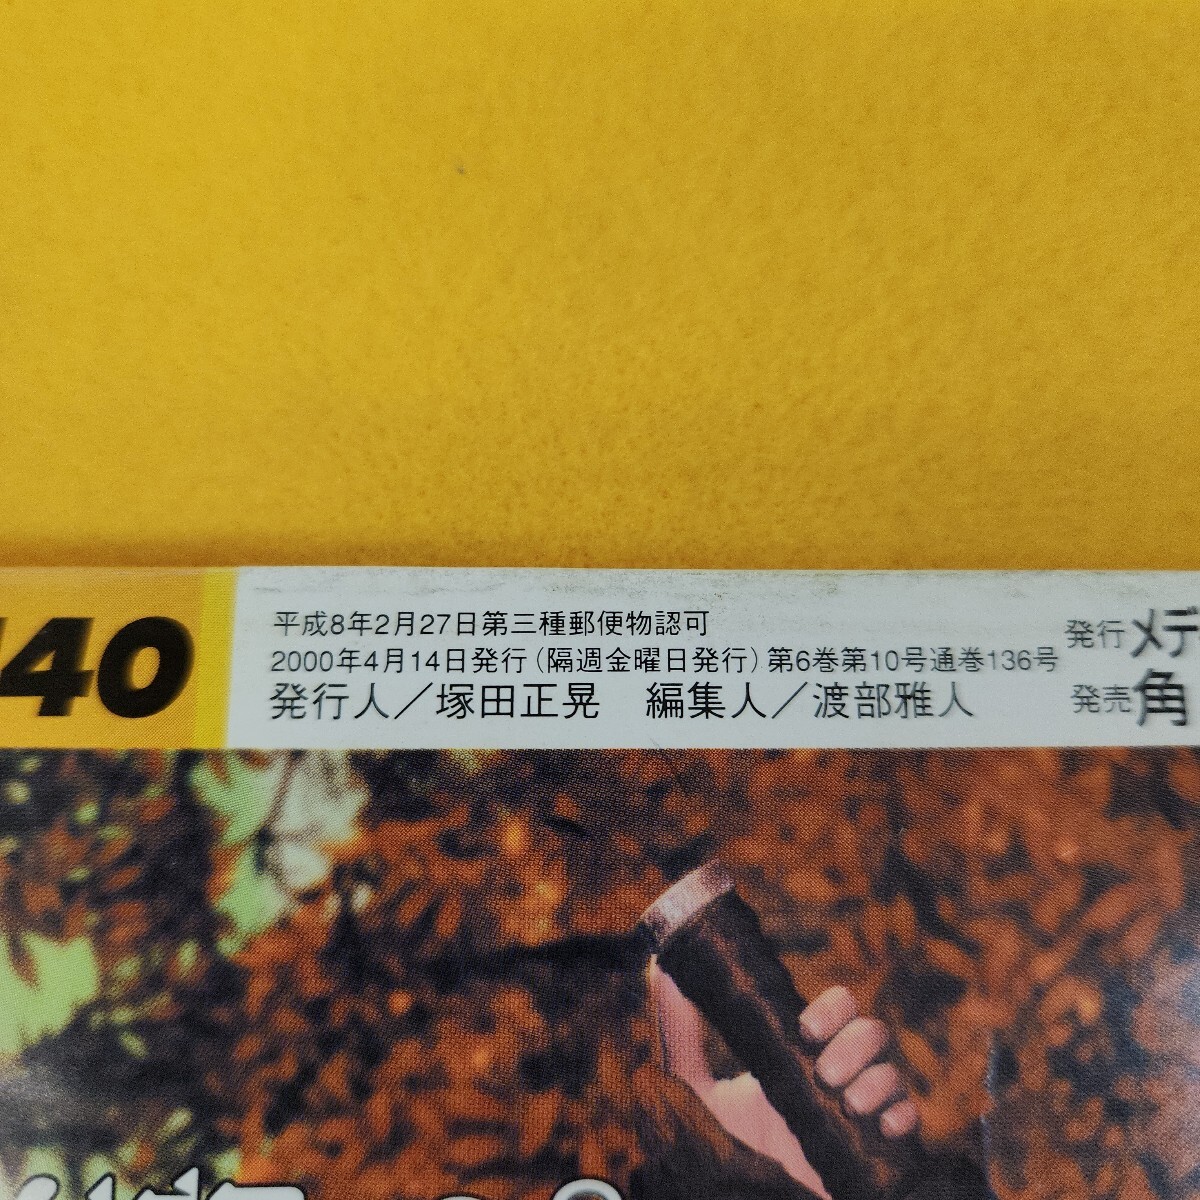 140
平成8年2月27日第三種郵便物認可
2000年4月14日発行（隔週金曜日発行）第6巻第10号通巻136号
発行人／塚田正晃　編集人／渡部雅人
発行 メデ
発売 角